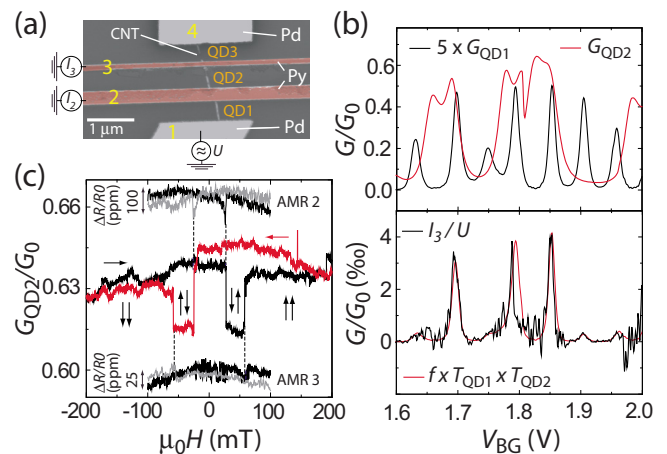 (a)
4
Pd
CNT
QD3
I3
3
QD2
Py
I2
2
QD1
1 μm
1
Pd
≈ U
(b)
5 x GQD1
GQD2
G/G0
0.6
0.4
0.2
0.0
I3/U
G/G0 (‰)
4
2
0
f x TQD1 x TQD2
1.6 1.7 1.8 1.9 2.0
VBG (V)
(c)
ΔR/R0
(ppm)
100
AMR 2
0.66
0.63
0.60
GQD2/G0
ΔR/R0
(ppm)
25
AMR 3
-200 -100 0 100 200
μ0H (mT)